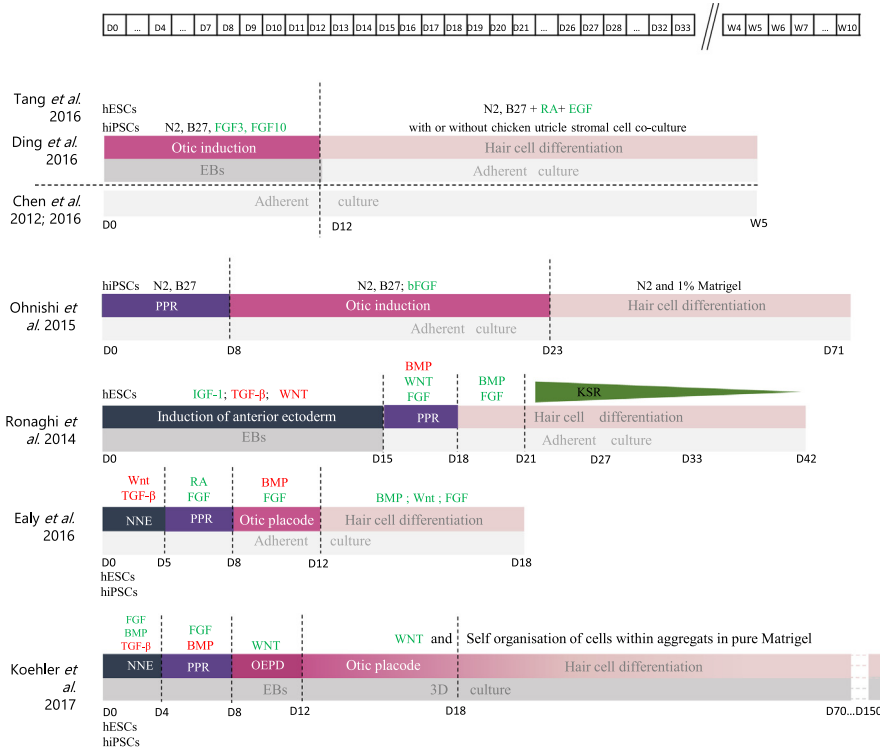 D0 ... D4 ... D7 D8 D9 D10 D11 D12 D13 D14 D15 D16 D17 D18 D19 D20 D21 ... D26 D27 D28 ... D32 D33 W4 W5 W6 W7 ... W10
Tang et al. 2016
hESCs
N2, B27 + RA+ EGF
hiPSCs N2, B27, FGF3, FGF10 with or without chicken utricle stromal cell co-culture
Ding et al. 2016
Otic induction Hair cell differentiation
EBs Adherent culture
Chen et al. 2012; 2016
Adherent culture
D0 D12 W5
hiPSCs N2, B27 N2, B27; bFGF N2 and 1% Matrigel
Ohnishi et al. 2015
PPR Otic induction Hair cell differentiation
Adherent culture
D0 D8 D23 D71
BMP
hESCs IGF-1; TGF-β; WNT WNT BMP KSR
FGF FGF
Ronaghi et al. 2014
Induction of anterior ectoderm PPR Hair cell differentiation
EBs Adherent culture
D0 D15 D18 D21 D27 D33 D42
Wnt RA BMP
TGF-β FGF FGF BMP ; Wnt ; FGF
Ealy et al. 2016
NNE PPR Otic placode Hair cell differentiation
Adherent culture
D0 D5 D8 D12 D18
hESCs
hiPSCs
FGF
BMP FGF
TGF-β BMP WNT WNT and Self organisation of cells within aggregats in pure Matrigel
Koehler et al. 2017
NNE PPR OEPD Otic placode Hair cell differentiation
EBs 3D culture
D0 D4 D8 D12 D18 D70...D150
hESCs
hiPSCs